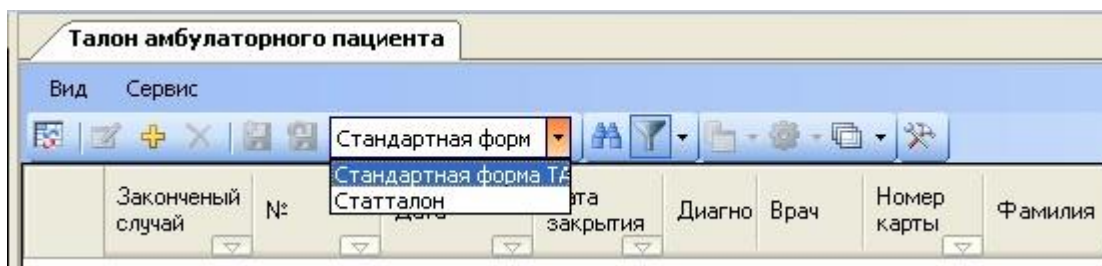 Талон амбулаторного пациента
Вид Сервис
Стандартная форм
Стандартная форма ТА
Статталон
Законченый случай
№
Дата
закрытия
Диагно
Врач
Номер карты
Фамилия